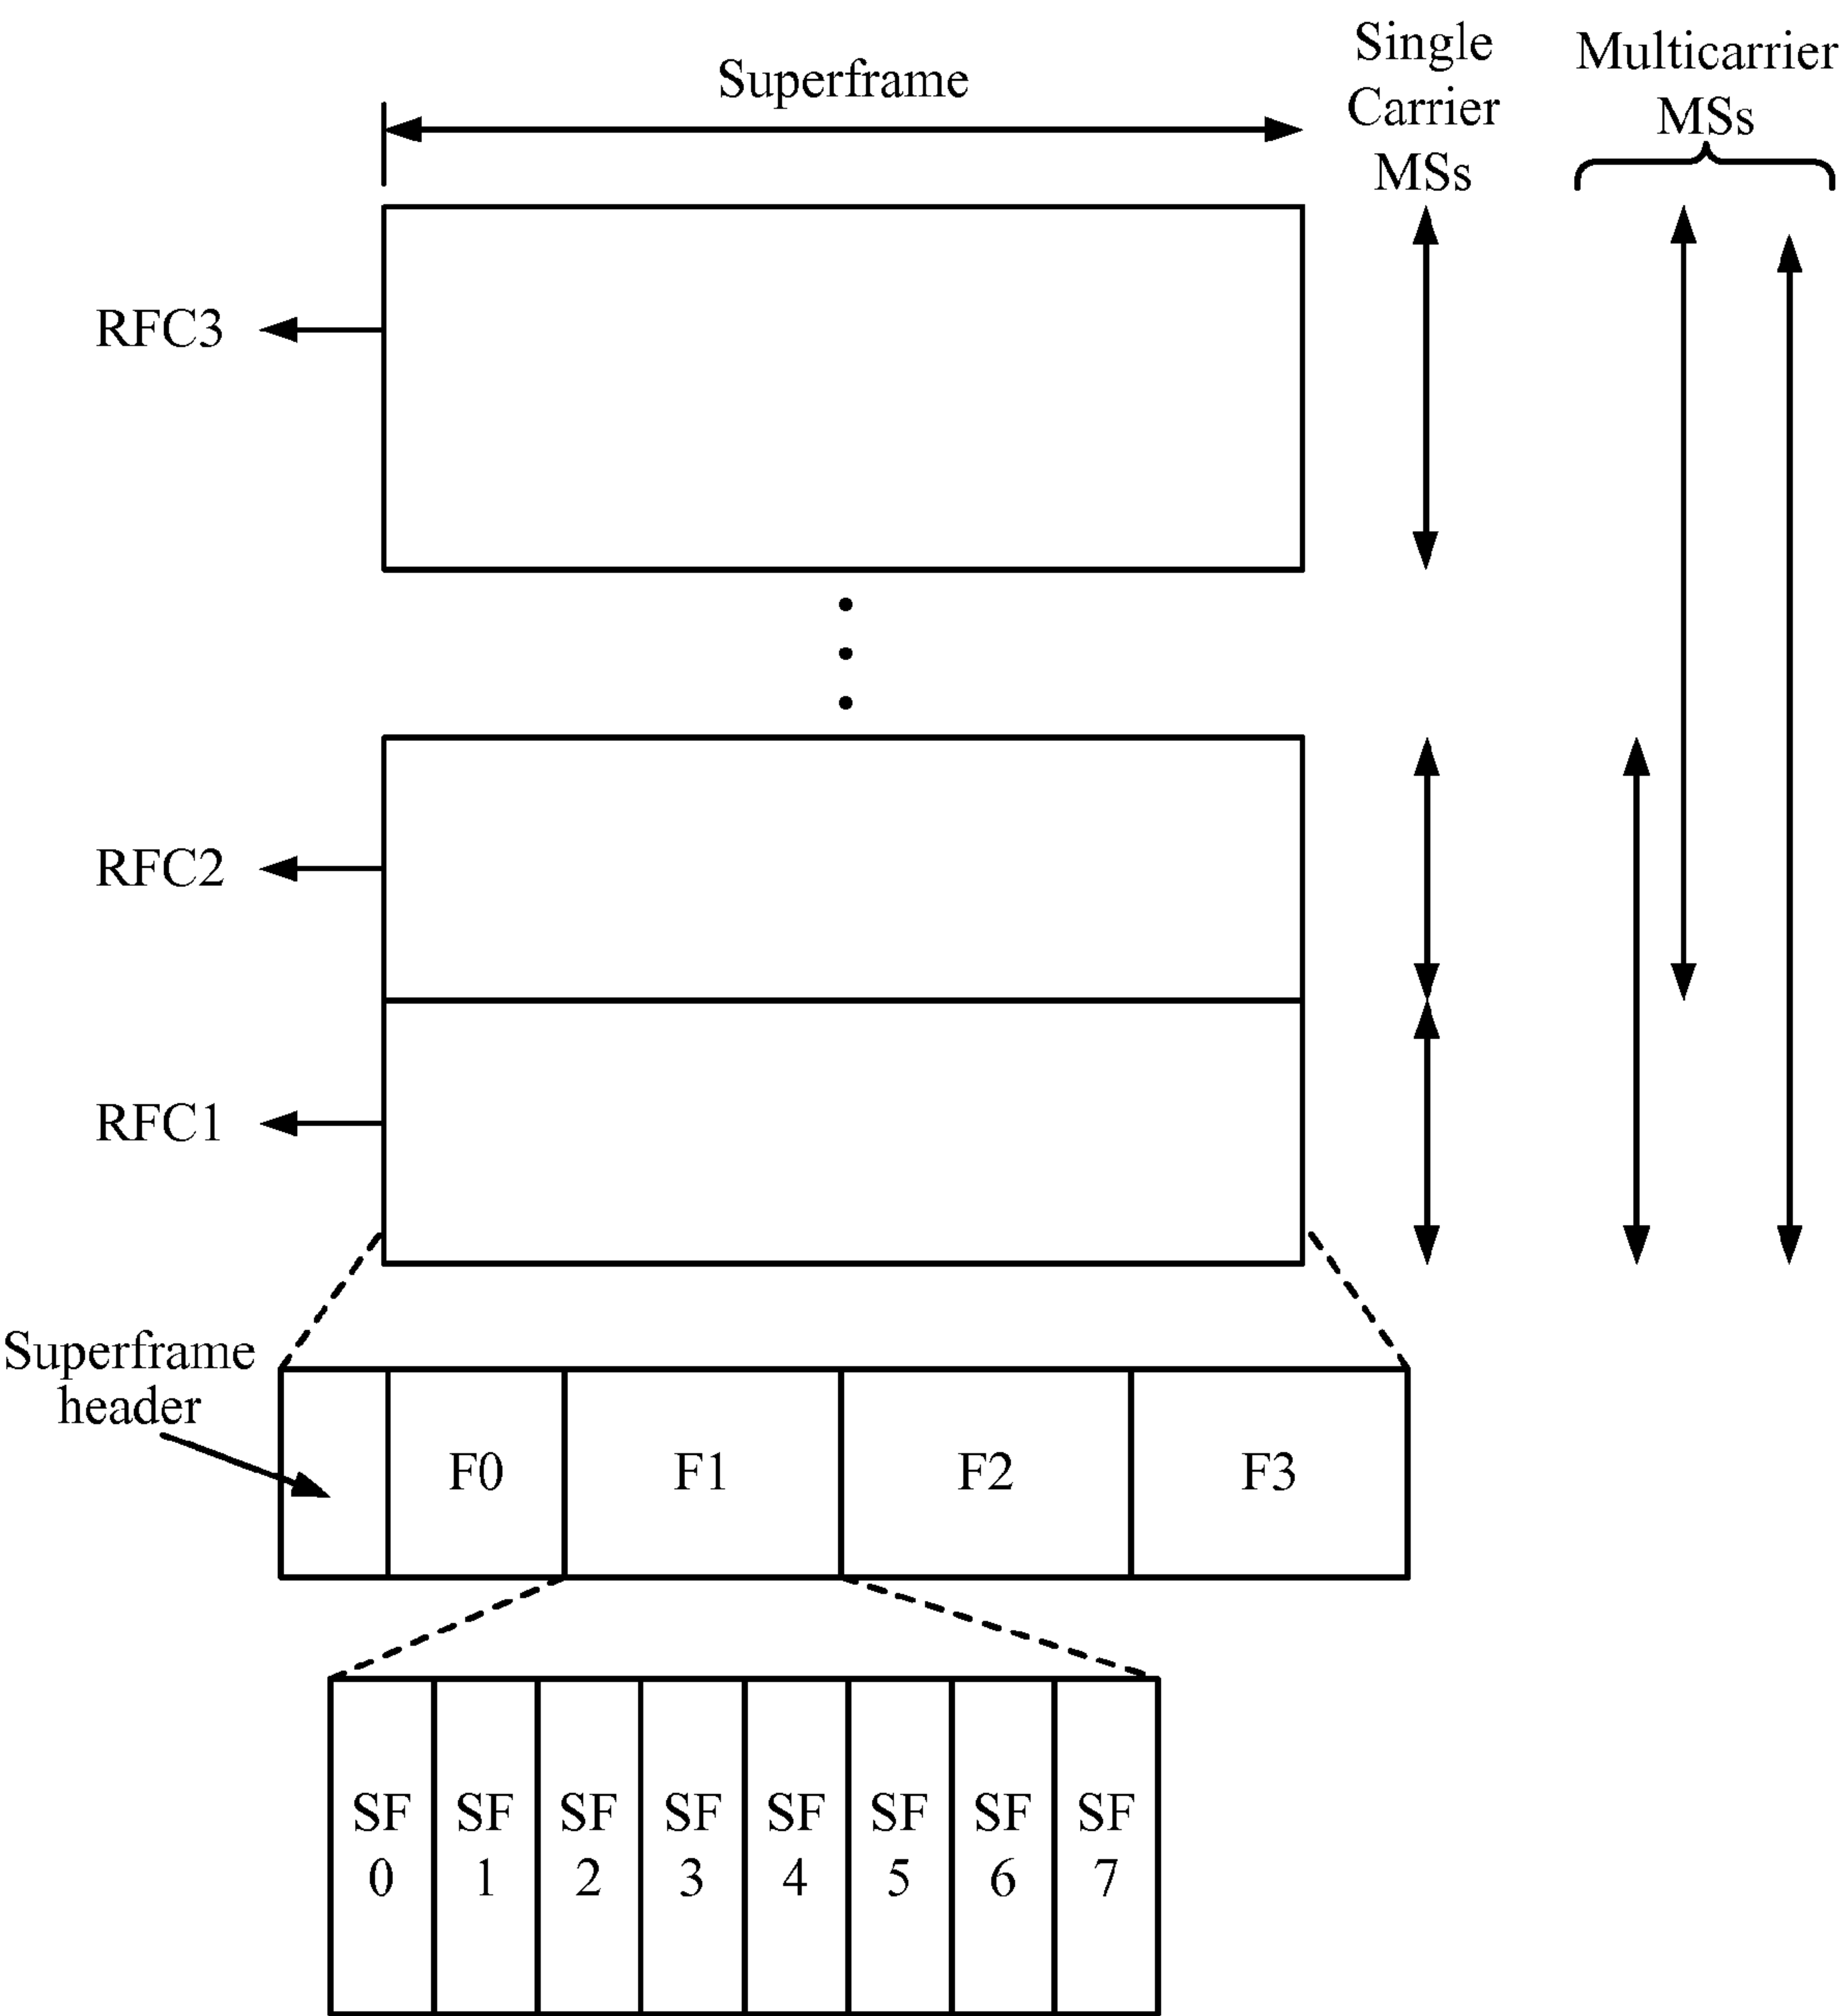 Superframe
Single
Carrier
MSs
Multicarrier
MSs
RFC3
RFC2
RFC1
Superframe
header
F0
F1
F2
F3
SF
0
SF
1
SF
2
SF
3
SF
4
SF
5
SF
6
SF
7